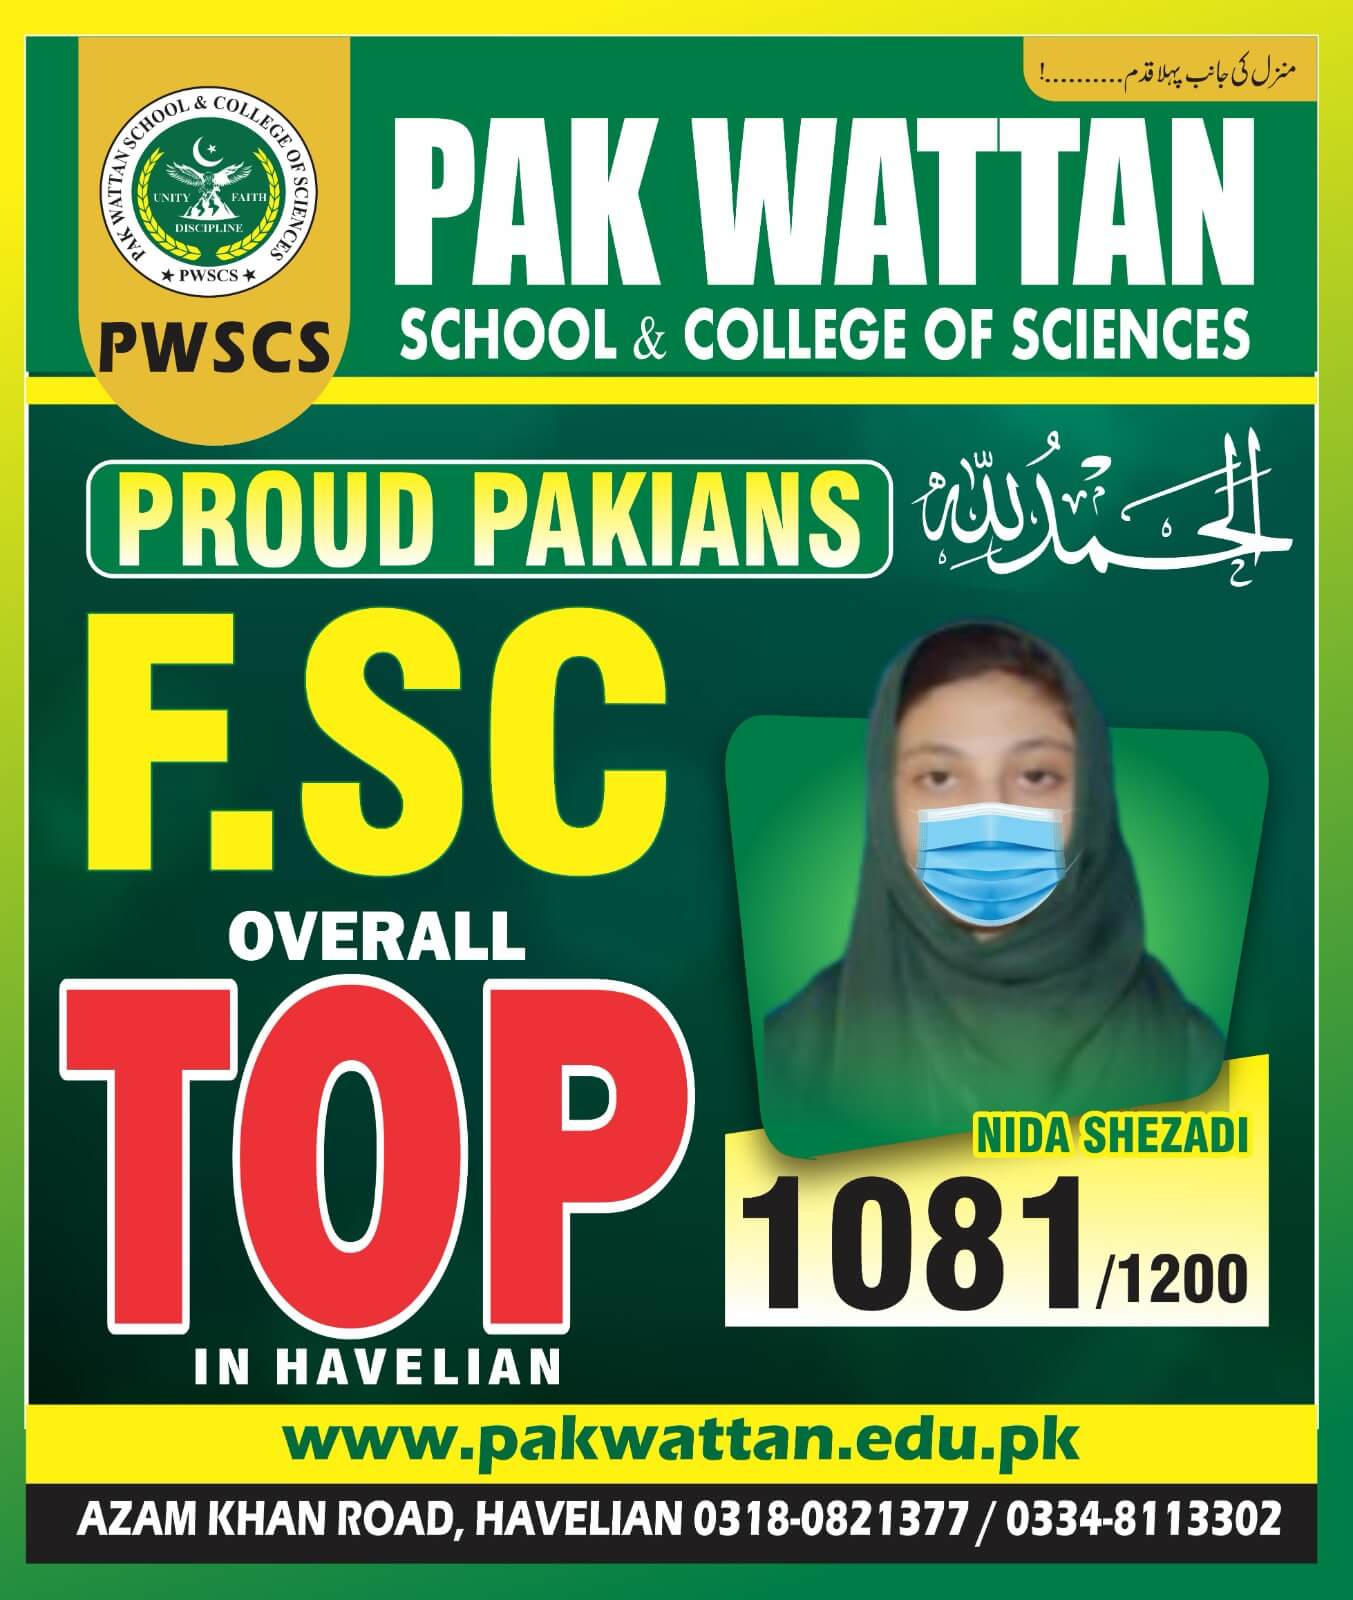 منزل کی جانب پہلا قدم..........!
PAK WATTAN SCHOOL & COLLEGE OF SCIENCES
UNITY FAITH
DISCIPLINE
★ PWSCS ★
PWSCS
PAK WATTAN
SCHOOL & COLLEGE OF SCIENCES
PROUD PAKIANS
الحمدُ للّٰہ
F.SC
OVERALL
TOP
IN HAVELIAN
NIDA SHEZADI
1081/1200
www.pakwattan.edu.pk
AZAM KHAN ROAD, HAVELIAN 0318-0821377 / 0334-8113302